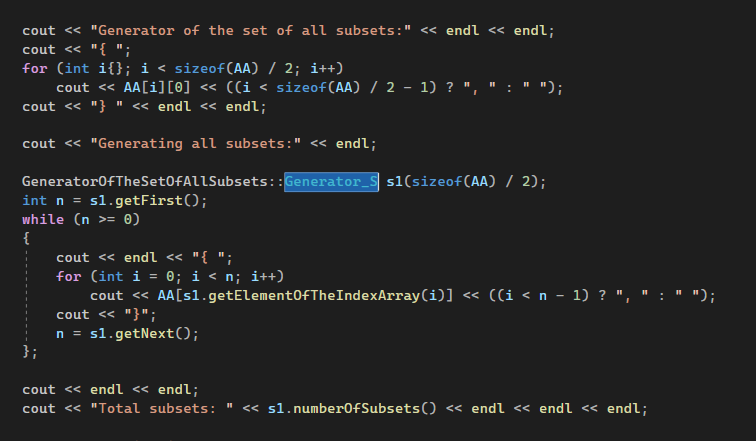 cout << "Generator of the set of all subsets:" << endl << endl;
cout << "{ ";
for (int i{}; i < sizeof(AA) / 2; i++)
cout << AA[i][0] << ((i < sizeof(AA) / 2 - 1) ? ", " : " ");
cout << "} " << endl << endl;
cout << "Generating all subsets:" << endl;
GeneratorOfTheSetOfAllSubsets::Generator_S s1(sizeof(AA) / 2);
int n = s1.getFirst();
while (n >= 0)
{
cout << endl << "{ ";
for (int i = 0; i < n; i++)
cout << AA[s1.getElementOfTheIndexArray(i)] << ((i < n - 1) ? ", " : " ");
cout << "}";
n = s1.getNext();
};
cout << endl << endl;
cout << "Total subsets: " << s1.numberOfSubsets() << endl << endl << endl;